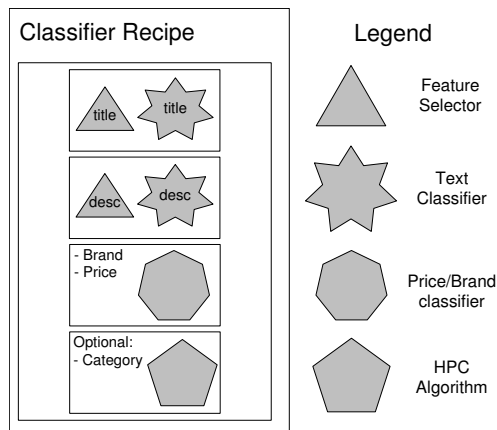 Classifier Recipe
title
title
desc
desc
- Brand
- Price
Optional:
- Category
Legend
Feature
Selector
Text
Classifier
Price/Brand
classifier
HPC
Algorithm